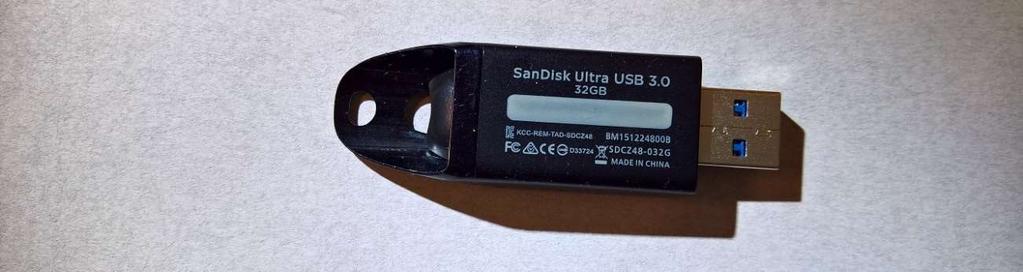 SanDisk Ultra USB 3.0
32GB
KCC-REM-TAD-SDCZ48 BM151224800B
FC CE D33724 SDCZ48-032G
MADE IN CHINA